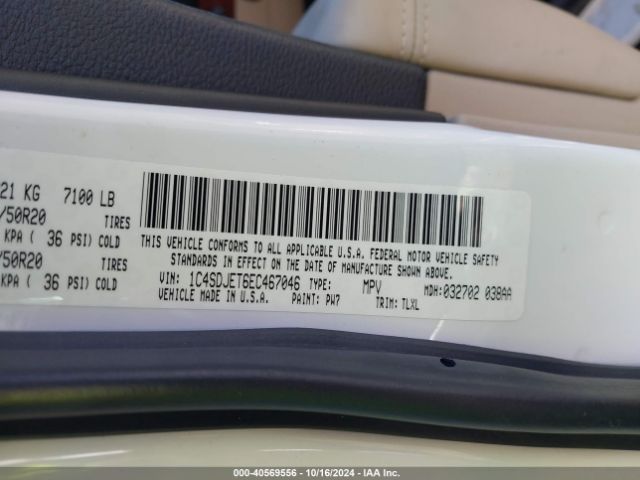 21 KG 7100 LB
/50R20 TIRES
KPA ( 36 PSI) COLD
/50R20 TIRES
KPA ( 36 PSI) COLD
THIS VEHICLE CONFORMS TO ALL APPLICABLE U.S.A. FEDERAL MOTOR VEHICLE SAFETY
STANDARDS IN EFFECT ON THE DATE OF MANUFACTURE SHOWN ABOVE.
VIN: 1C4SDJET6EC467046 TYPE: MPV MDH: 032702 038AA
VEHICLE MADE IN U.S.A. PAINT: PW7 TRIM: TLXL
000-40569556 - 10/16/2024 - IAA Inc.